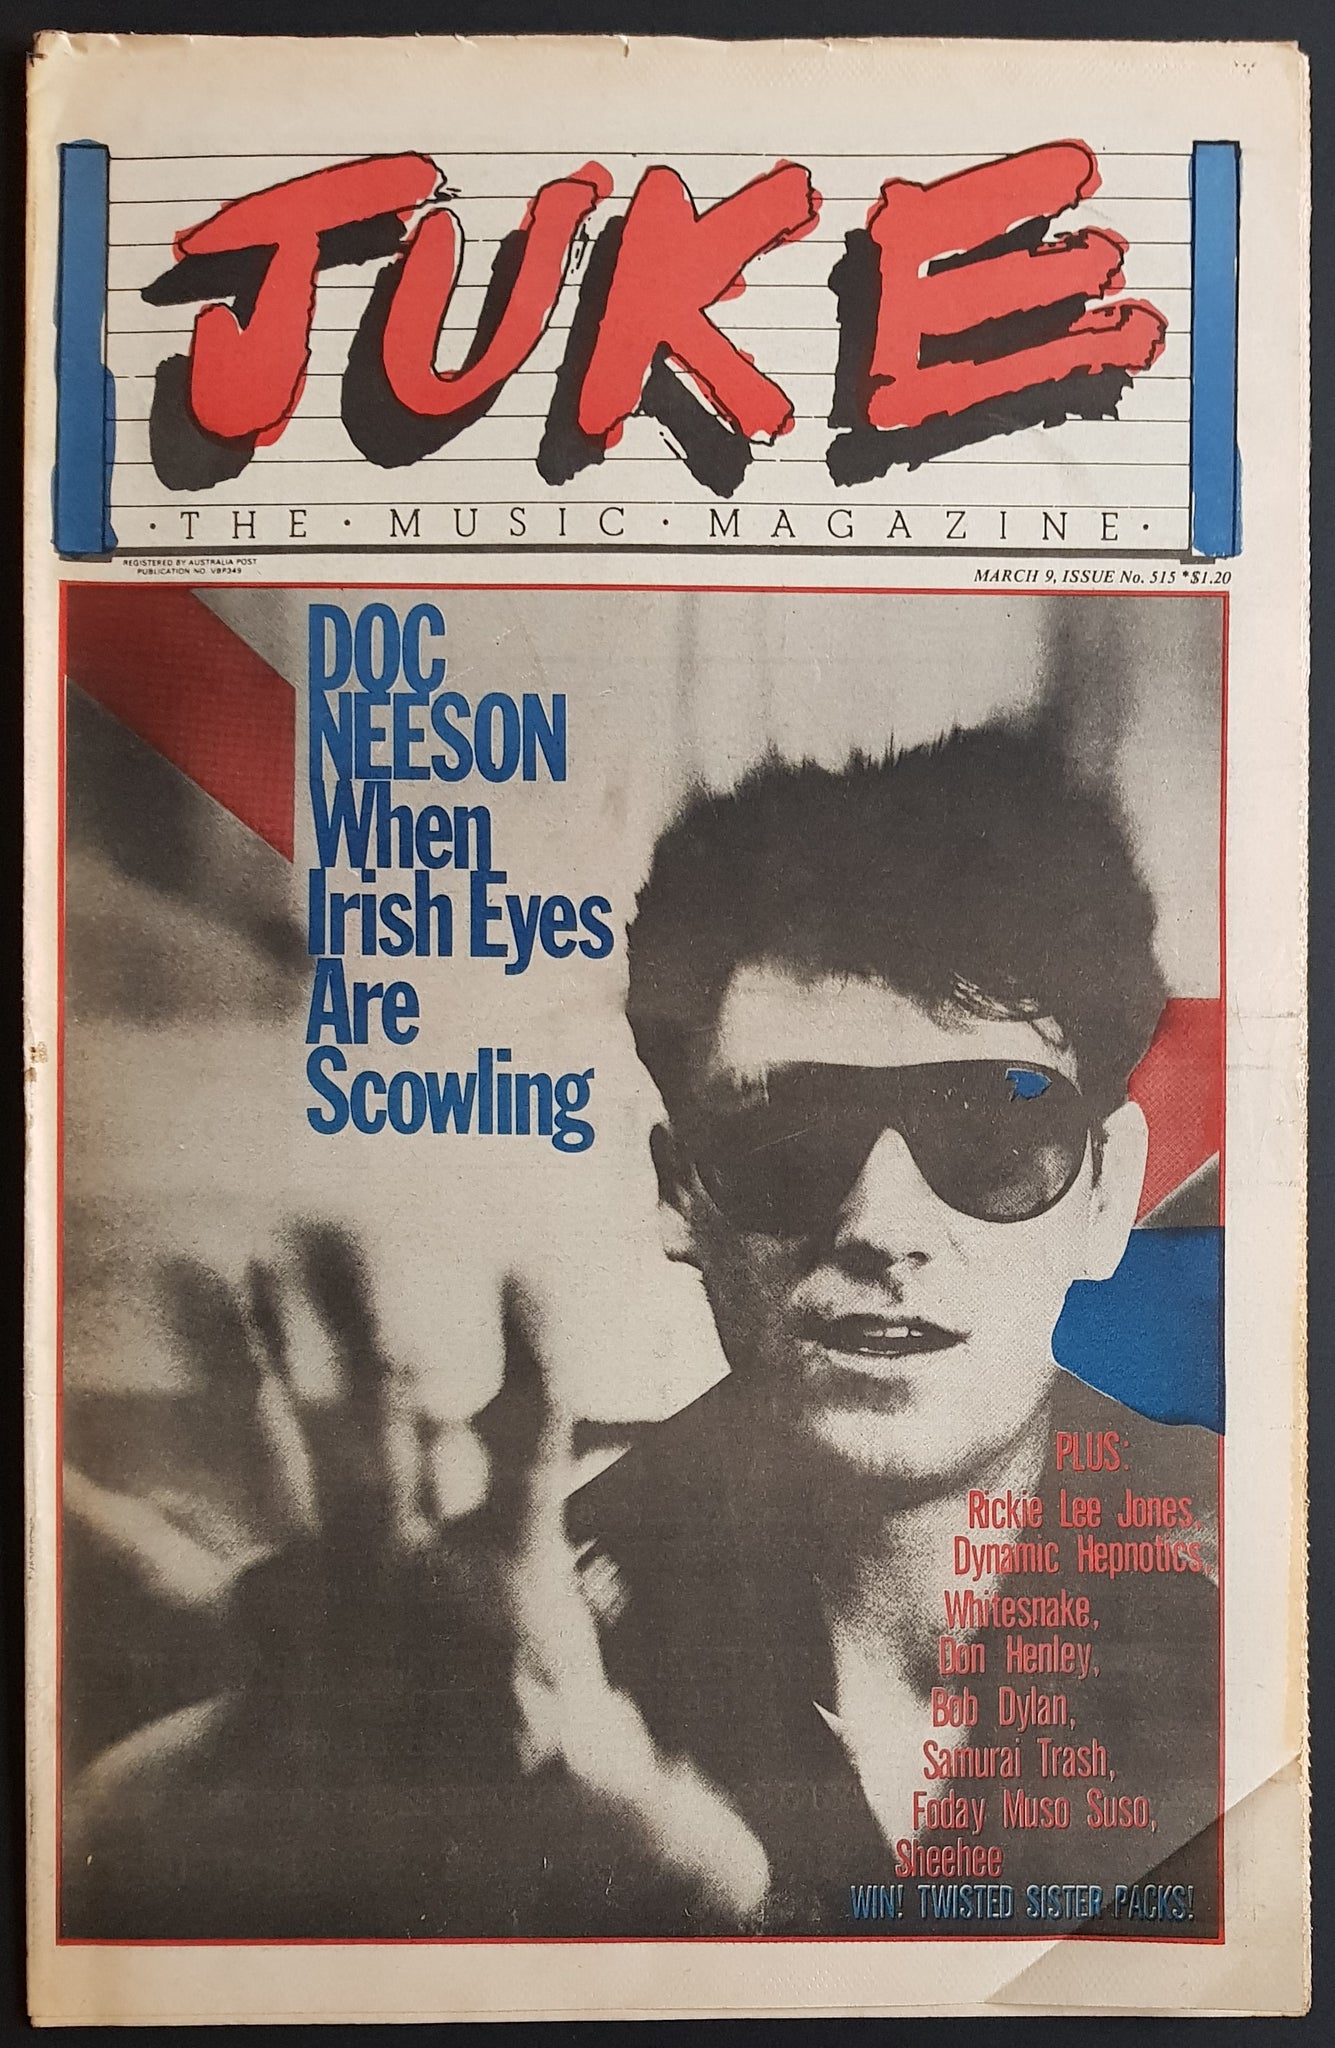 JUKE
·THE·MUSIC·MAGAZINE·
REGISTERED BY AUSTRALIA POST
PUBLICATION NO. VBP349
MARCH 9, ISSUE No. 515 *$1.20
DOC
NEESON
When
Irish Eyes
Are
Scowling
PLUS:
Rickie Lee Jones,
Dynamic Hepnotics,
Whitesnake,
Don Henley,
Bob Dylan,
Samurai Trash,
Foday Muso Suso,
Sheehee
WIN! TWISTED SISTER PACKS!